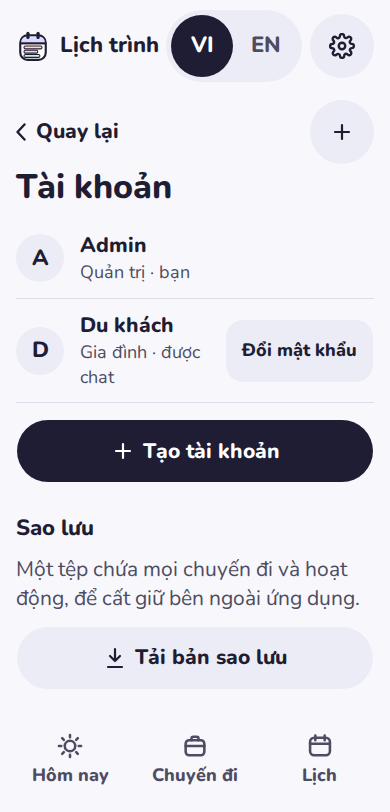 Lịch trình
VI
EN
Quay lại
Tài khoản
A
Admin
Quản trị · bạn
D
Du khách
Gia đình · được
chat
Đổi mật khẩu
Tạo tài khoản
Sao lưu
Một tệp chứa mọi chuyến đi và hoạt
động, để cất giữ bên ngoài ứng dụng.
Tải bản sao lưu
Hôm nay
Chuyến đi
Lịch